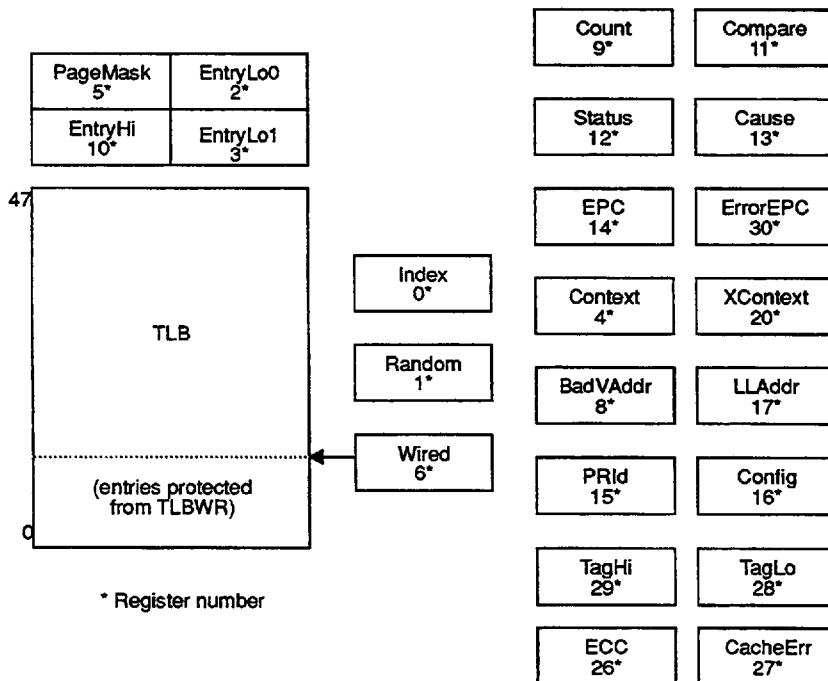 PageMask
5*
EntryLo0
2*
EntryHi
10*
EntryLo1
3*
47
TLB
(entries protected
from TLBWR)
0
* Register number
Index
0*
Random
1*
Wired
6*
Count
9*
Compare
11*
Status
12*
Cause
13*
EPC
14*
ErrorEPC
30*
Context
4*
XContext
20*
BadVAddr
8*
LLAddr
17*
PRId
15*
Config
16*
TagHi
29*
TagLo
28*
ECC
26*
CacheErr
27*